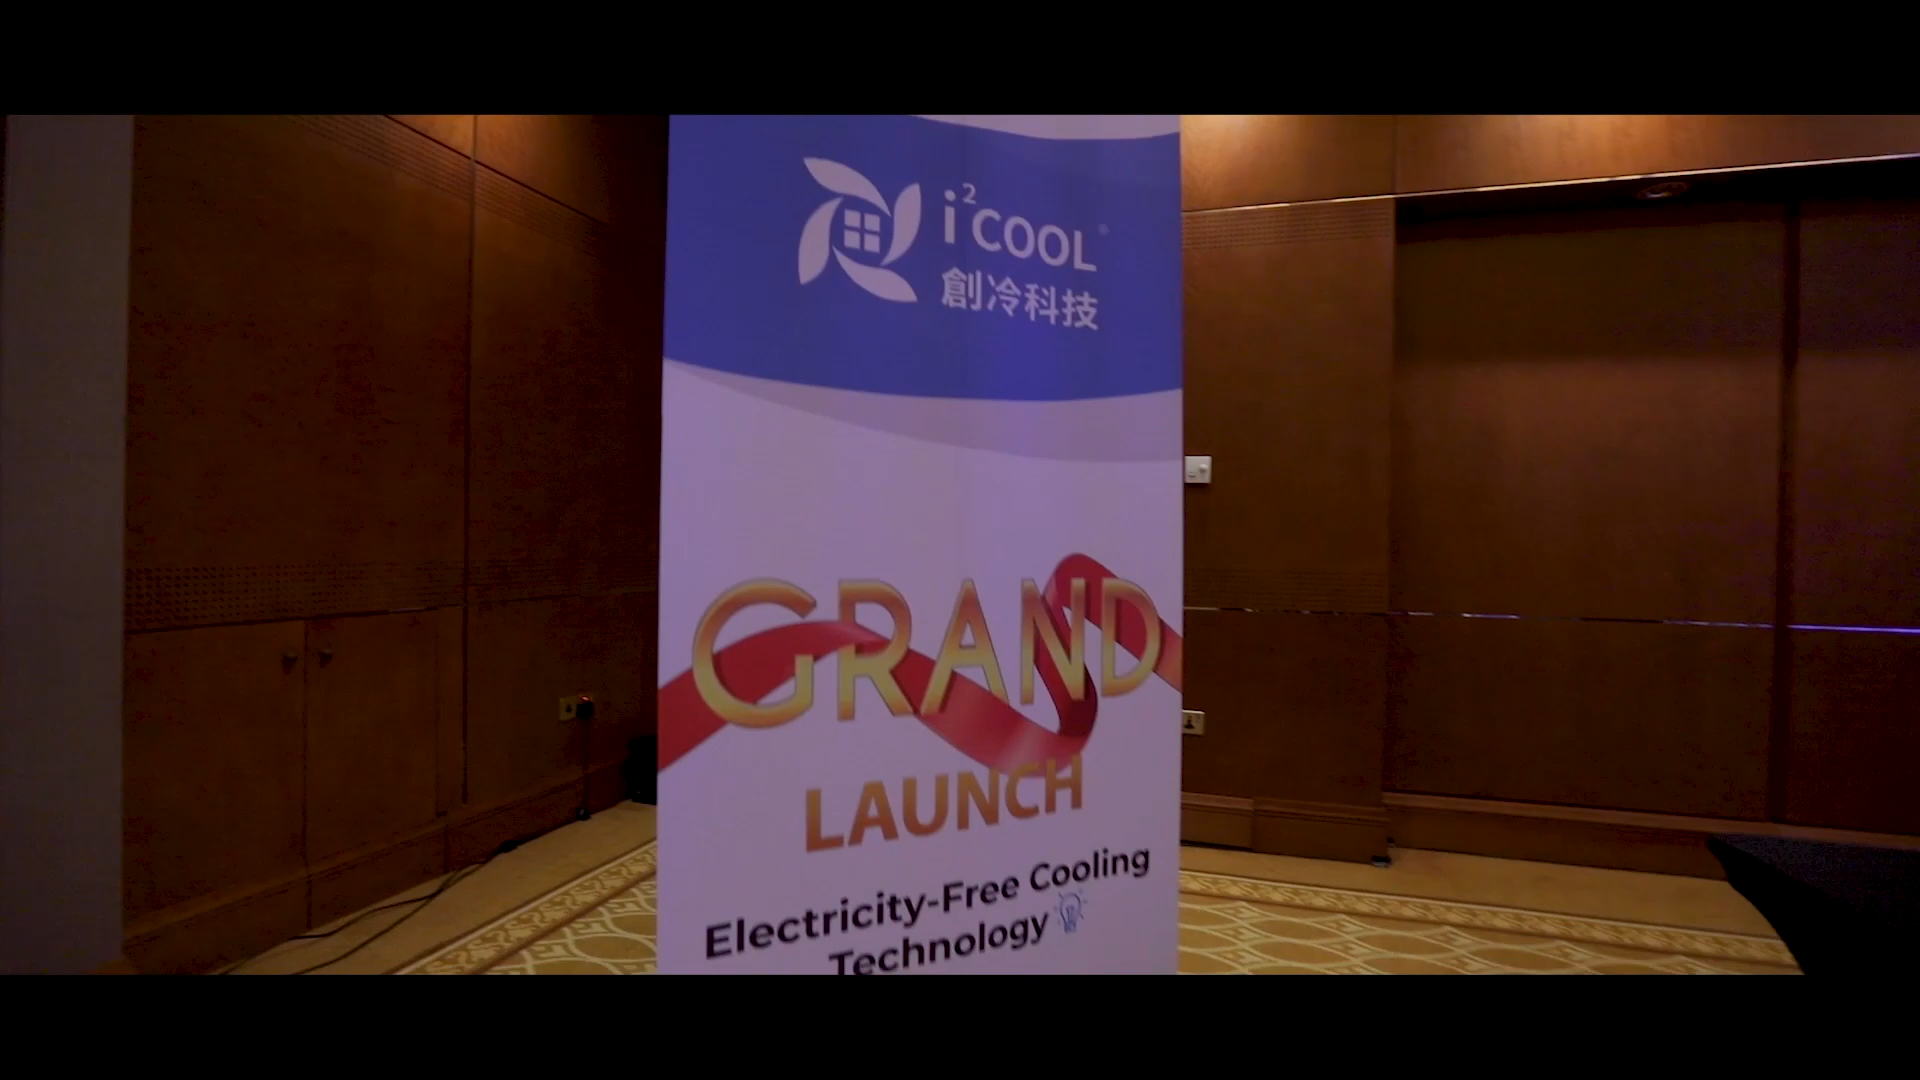 i²COOL
創冷科技
GRAND
LAUNCH
Electricity-Free Cooling
Technology